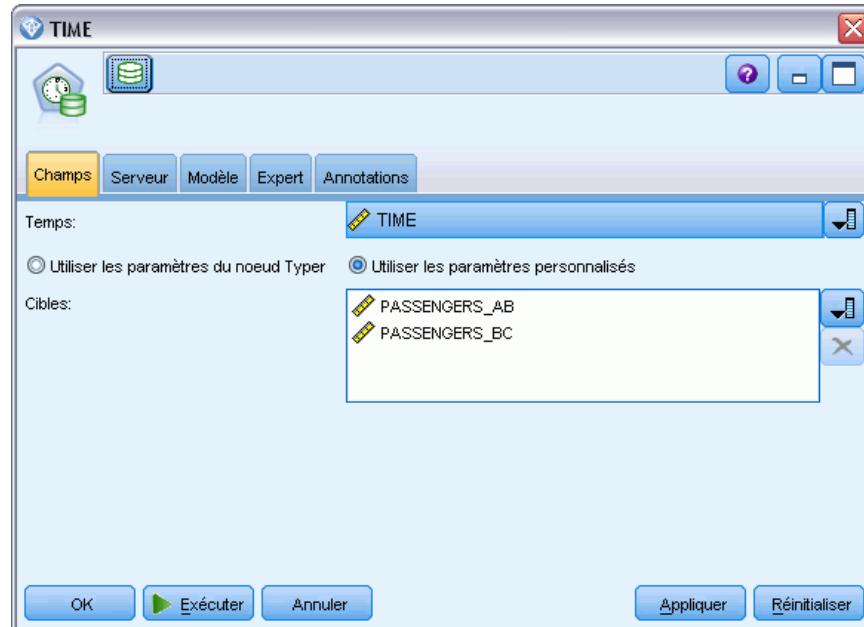 TIME
Champs Serveur Modèle Expert Annotations
Temps: TIME
Utiliser les paramètres du noeud Typer Utiliser les paramètres personnalisés
Cibles: PASSENGERS_AB
PASSENGERS_BC
OK Exécuter Annuler Appliquer Réinitialiser